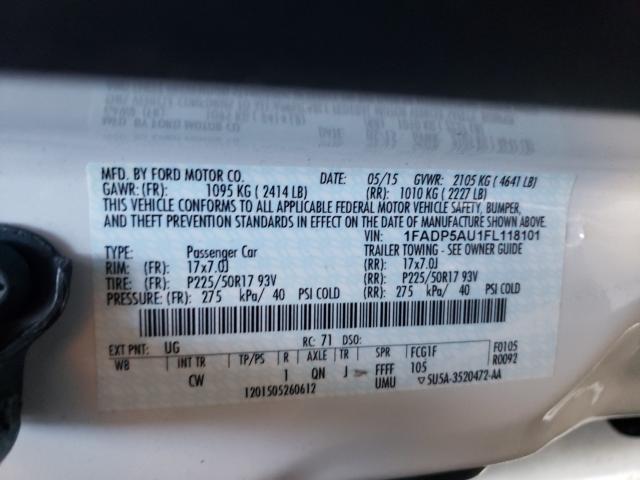 MFD. BY FORD MOTOR CO. DATE: 05/15 GVWR: 2105 KG ( 4641 LB)
GAWR: (FR): 1095 KG ( 2414 LB) (RR): 1010 KG ( 2227 LB)
THIS VEHICLE CONFORMS TO ALL APPLICABLE FEDERAL MOTOR VEHICLE SAFETY, BUMPER,
AND THEFT PREVENTION STANDARDS IN EFFECT ON THE DATE OF MANUFACTURE SHOWN ABOVE.
VIN: 1FADP5AU1FL118101
TYPE: Passenger Car TRAILER TOWING - SEE OWNER GUIDE
RIM: (FR): 17x7.0J (RR): 17x7.0J
TIRE: (FR): P225/50R17 93V (RR): P225/50R17 93V
PRESSURE: (FR): 275 kPa/ 40 PSI COLD (RR): 275 kPa/ 40 PSI COLD
EXT PNT: UG RC: 71 DSO: FCG1F F0105
WB INT TR TP/PS R AXLE TR SPR 105 R0092
CW 1 QN J FFFF
1201505260612 UMU 5U5A-3520472-AA